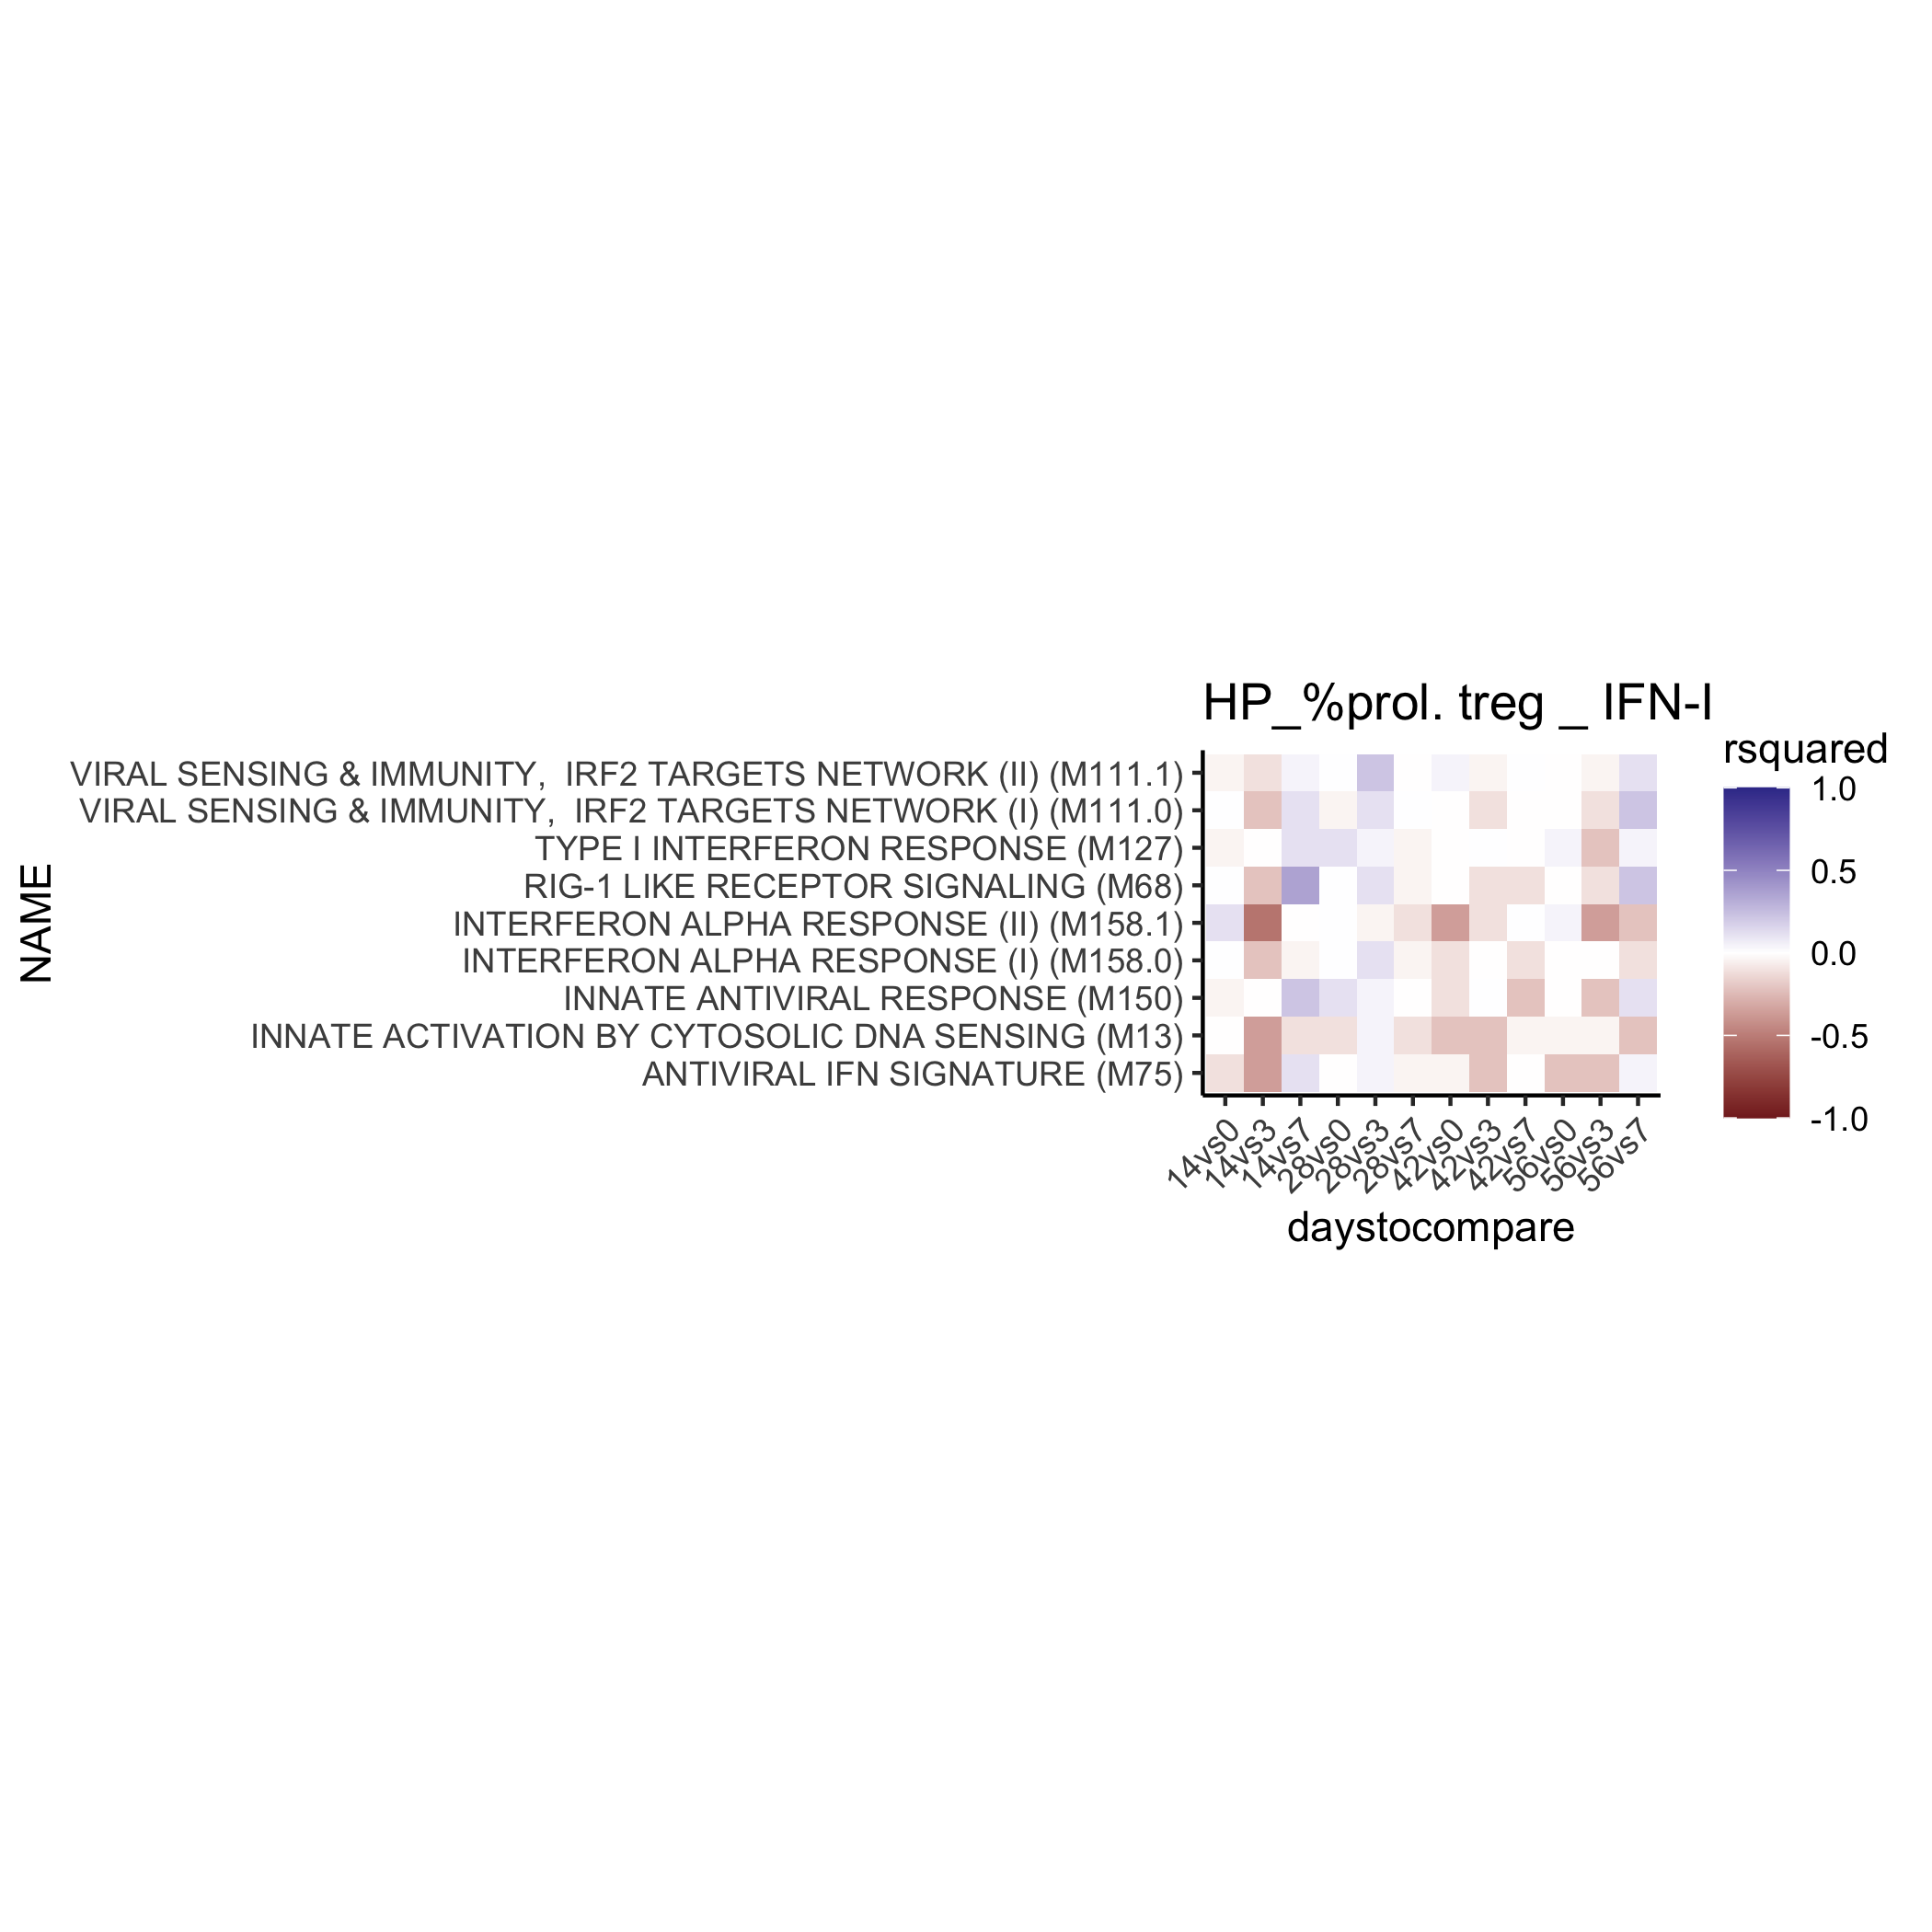 HP_%prol. treg _ IFN-I
rsquared
1.0
0.5
0.0
-0.5
-1.0
NAME
VIRAL SENSING & IMMUNITY,  IRF2 TARGETS NETWORK (II) (M111.1)
VIRAL SENSING & IMMUNITY,  IRF2 TARGETS NETWORK (I) (M111.0)
TYPE I INTERFERON RESPONSE (M127)
RIG-1 LIKE RECEPTOR SIGNALING (M68)
INTERFERON ALPHA RESPONSE (II) (M158.1)
INTERFERON ALPHA RESPONSE (I) (M158.0)
INNATE ANTIVIRAL RESPONSE (M150)
INNATE ACTIVATION BY CYTOSOLIC DNA SENSING (M13)
ANTIVIRAL IFN SIGNATURE (M75)
14vs0
14vs3
14vs7
28vs0
28vs3
28vs7
42vs0
42vs3
42vs7
56vs0
56vs3
56vs7
daystocompare